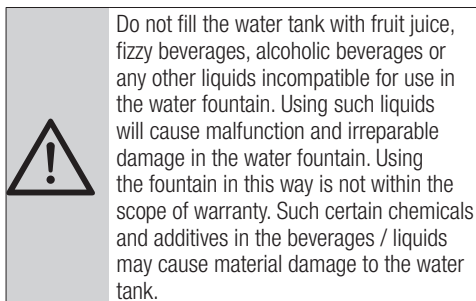 Do not fill the water tank with fruit juice,
fizzy beverages, alcoholic beverages or
any other liquids incompatible for use in
the water fountain. Using such liquids
will cause malfunction and irreparable
damage in the water fountain. Using
the fountain in this way is not within the
scope of warranty. Such certain chemicals
and additives in the beverages / liquids
may cause material damage to the water
tank.